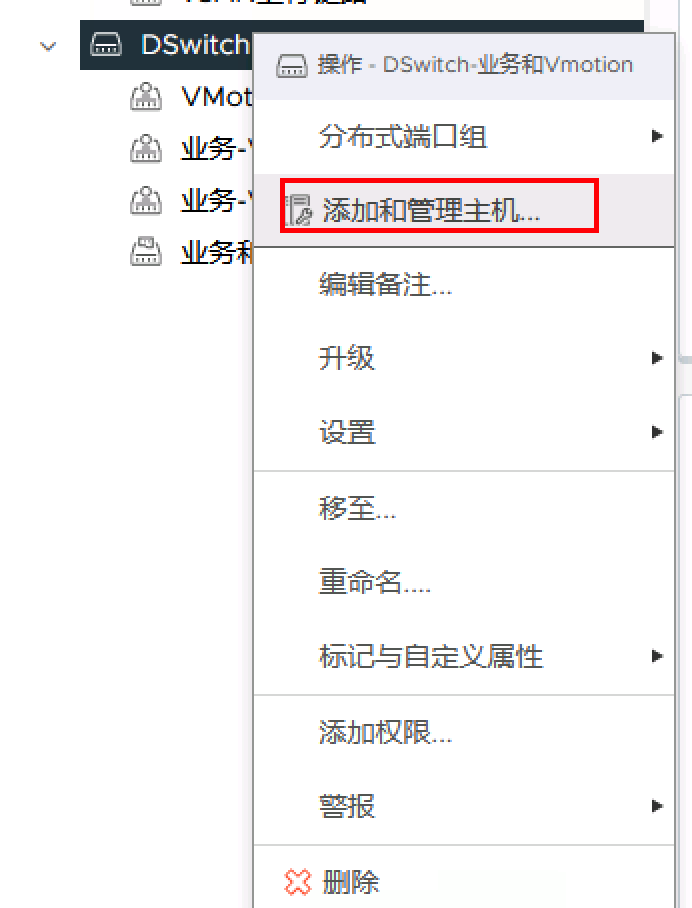 DSwitch
VMot
业务-
业务-
业务和
操作 - DSwitch-业务和Vmotion
分布式端口组
添加和管理主机...
编辑备注...
升级
设置
移至...
重命名....
标记与自定义属性
添加权限...
警报
删除